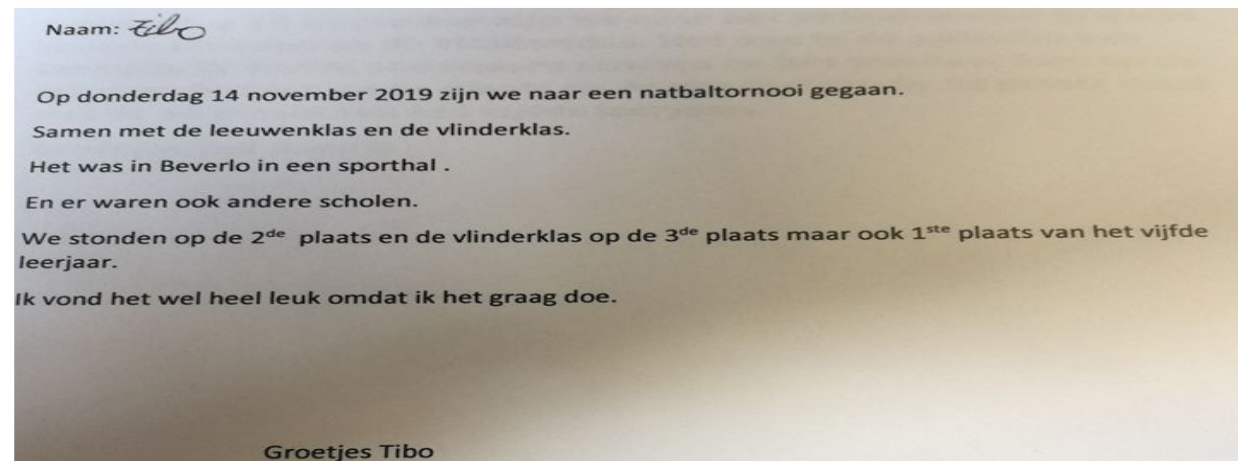 Naam: Tibo
Op donderdag 14 november 2019 zijn we naar een natbaltornooi gegaan.
Samen met de leeuwenklas en de vlinderklas.
Het was in Beverlo in een sporthal .
En er waren ook andere scholen.
We stonden op de 2de plaats en de vlinderklas op de 3de plaats maar ook 1ste plaats van het vijfde
leerjaar.
Ik vond het wel heel leuk omdat ik het graag doe.
Groetjes Tibo